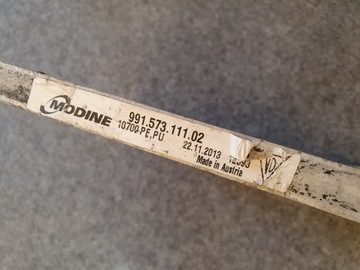 MODINE
991.573.111.02
10700 PE,PU
22.11.2013
Made in Austria